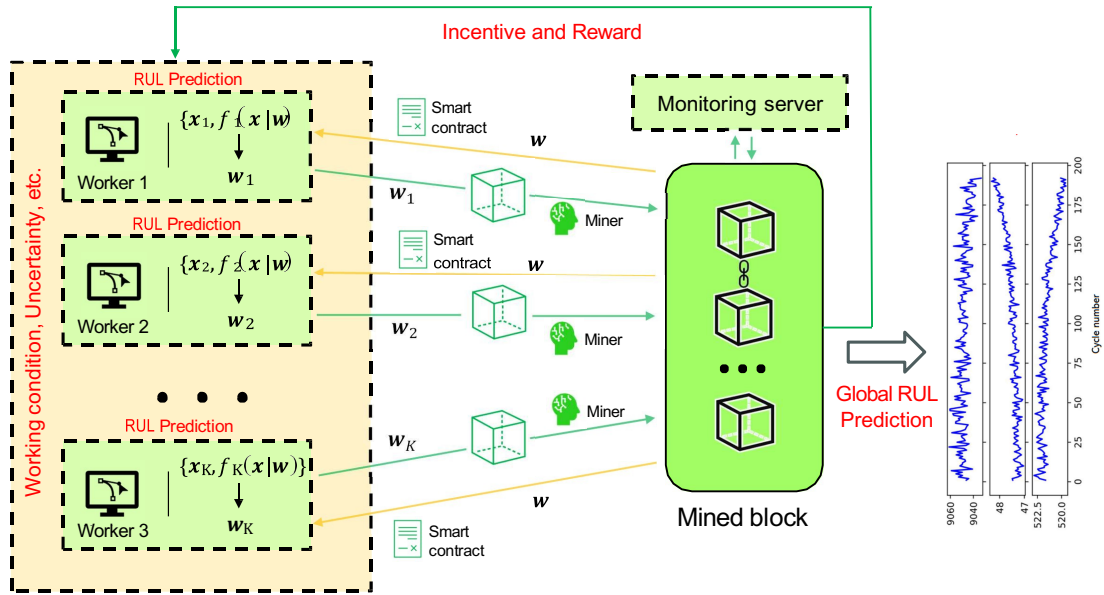 Incentive and Reward
Working condition, Uncertainty, etc.
RUL Prediction
{x1, f 1(x|w)
w1
Worker 1
RUL Prediction
{x2, f 2(x|w)
w2
Worker 2
RUL Prediction
{xK, fK(x|w)}
wK
Worker 3
Smart
contract
w
w1
Miner
Smart
contract
w
w2
Miner
Miner
wK
w
Smart
contract
Monitoring server
Mined block
Global RUL
Prediction
Cycle number
0
25
50
75
100
125
150
175
200
9060
9040
48
47
522.5
520.0